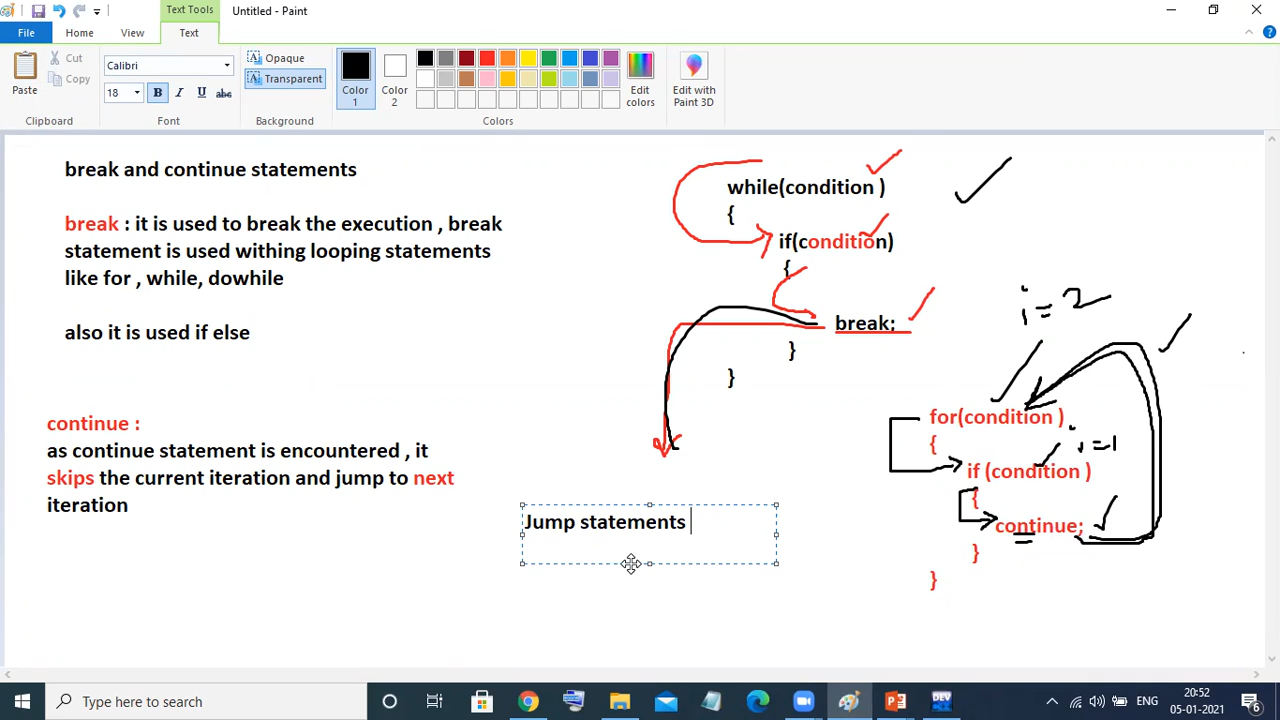 Text Tools
Untitled - Paint
File
Home
View
Text
Paste
Cut
Copy
Clipboard
Calibri
18
B
I
U
abc
Font
Opaque
Transparent
Background
Color
1
Color
2
Edit
colors
Colors
Edit with
Paint 3D
break and continue statements
break : it is used to break the execution , break
statement is used withing looping statements
like for , while, dowhile
also it is used if else
continue :
as continue statement is encountered , it
skips the current iteration and jump to next
iteration
while(condition )
{
if(condition)
{
break;
}
}
Jump statements
i = 2
for(condition )
{
i = 1
if (condition )
{
continue;
}
}
Type here to search
DEV
ENG
20:52
05-01-2021
6